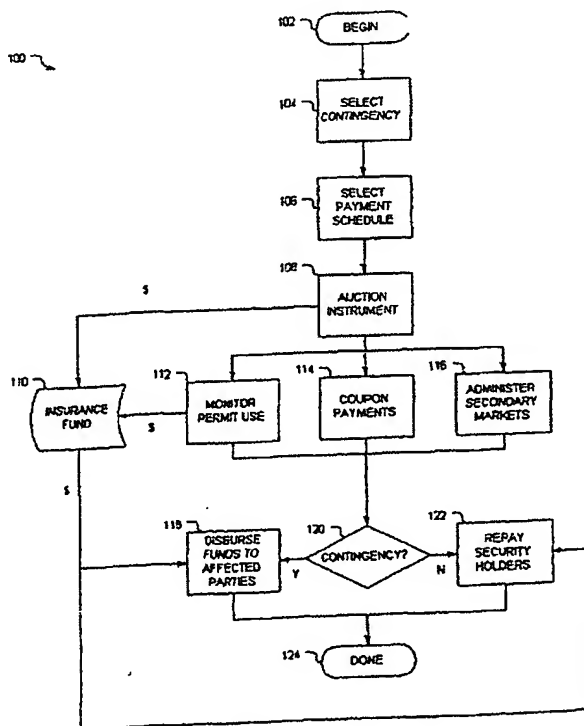 102
BEGIN
100
104
SELECT
CONTINGENCY
106
SELECT
PAYMENT
SCHEDULE
108
AUCTION
INSTRUMENT
$
110
INSURANCE
FUND
$
112
MONITOR
PERMIT USE
114
COUPON
PAYMENTS
116
ADMINISTER
SECONDARY
MARKETS
$
118
DISBURSE
FUNDS TO
AFFECTED
PARTIES
Y
120
CONTINGENCY?
N
122
REPAY
SECURITY
HOLDERS
124
DONE